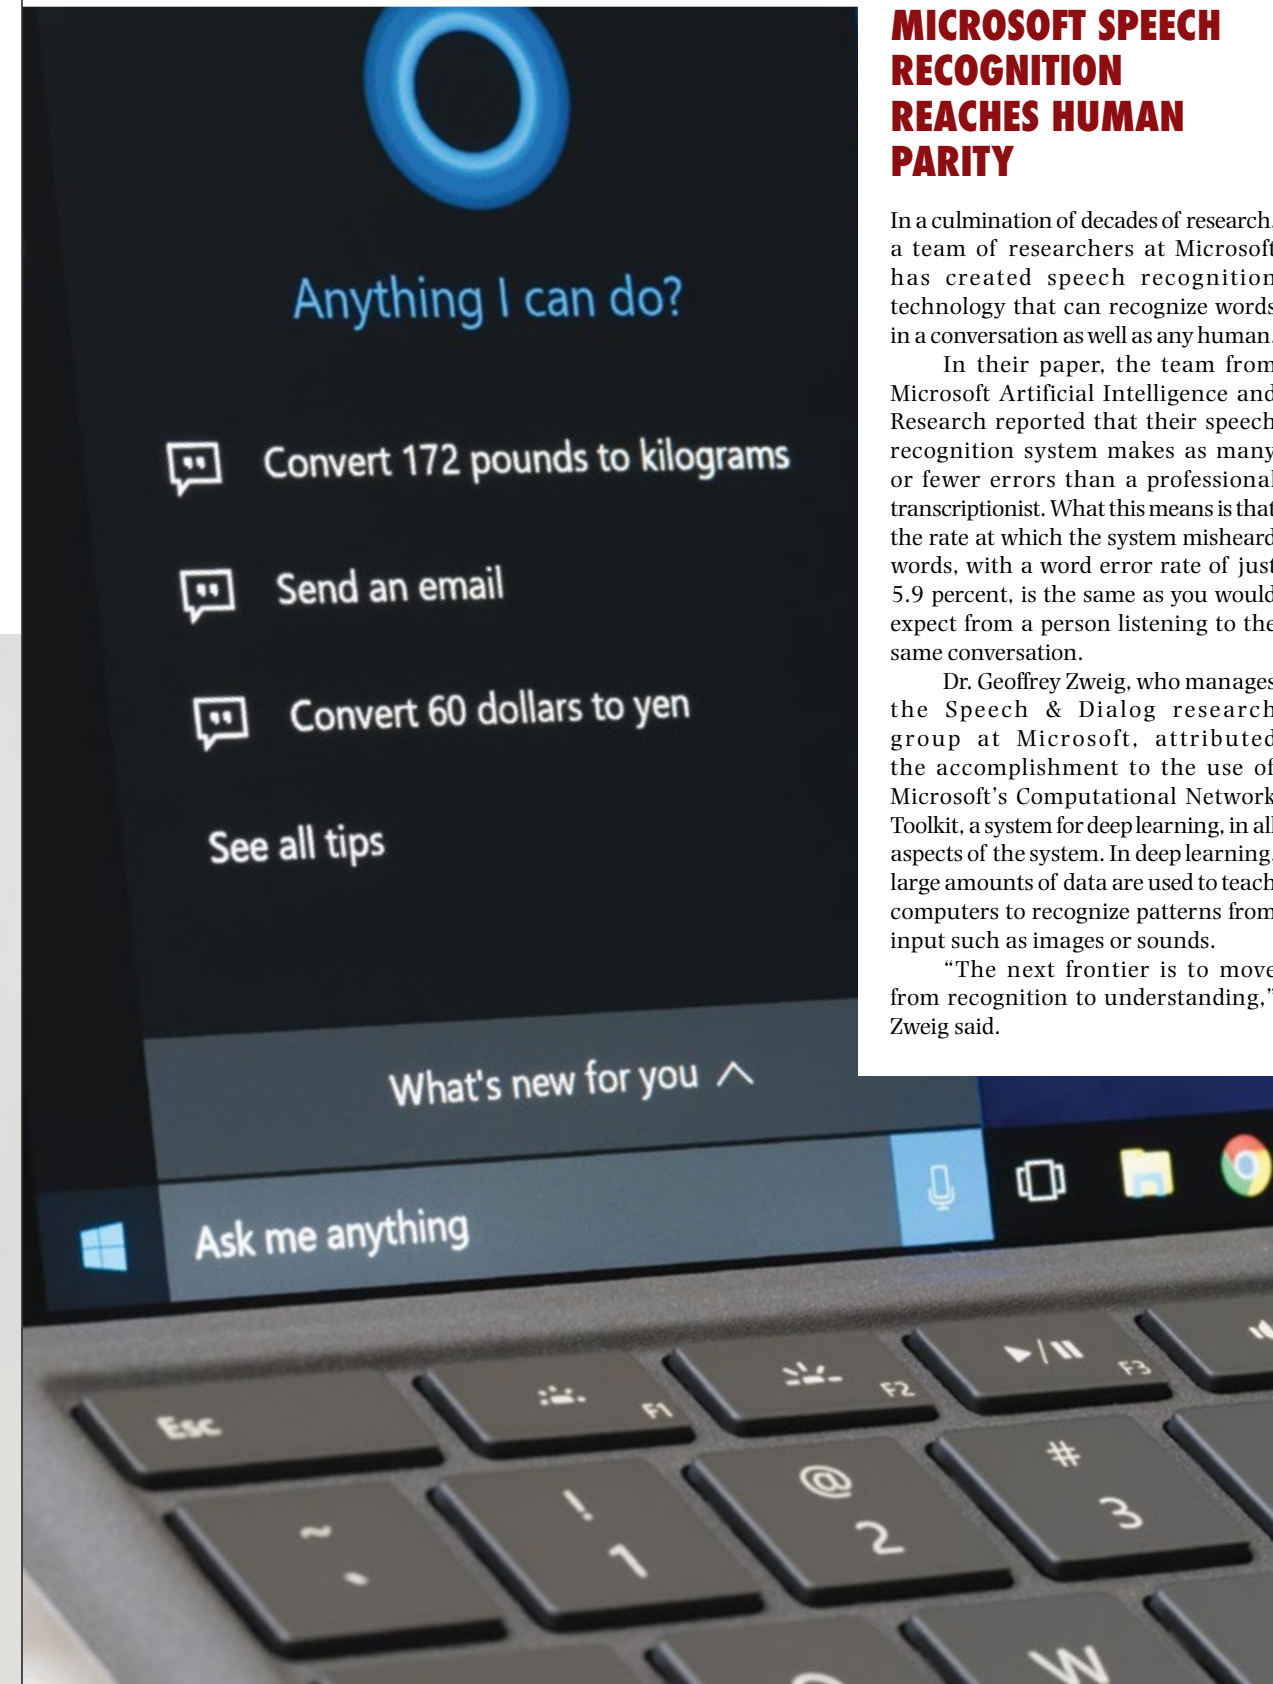 MICROSOFT SPEECH
RECOGNITION
REACHES HUMAN
PARITY
In a culmination of decades of research,
a team of researchers at Microsoft
has created speech recognition
technology that can recognize words
in a conversation as well as any human.
In their paper, the team from
Microsoft Artificial Intelligence and
Research reported that their speech
recognition system makes as many
or fewer errors than a professional
transcriptionist. What this means is that
the rate at which the system misheard
words, with a word error rate of just
5.9 percent, is the same as you would
expect from a person listening to the
same conversation.
Dr. Geoffrey Zweig, who manages
the Speech & Dialog research
group at Microsoft, attributed
the accomplishment to the use of
Microsoft’s Computational Network
Toolkit, a system for deep learning, in all
aspects of the system. In deep learning,
large amounts of data are used to teach
computers to recognize patterns from
input such as images or sounds.
“The next frontier is to move
from recognition to understanding,”
Zweig said.
Anything I can do?
Convert 172 pounds to kilograms
Send an email
Convert 60 dollars to yen
See all tips
What's new for you
Ask me anything
Esc
F1
F2
F3
~
`
!
1
@
2
#
3
W